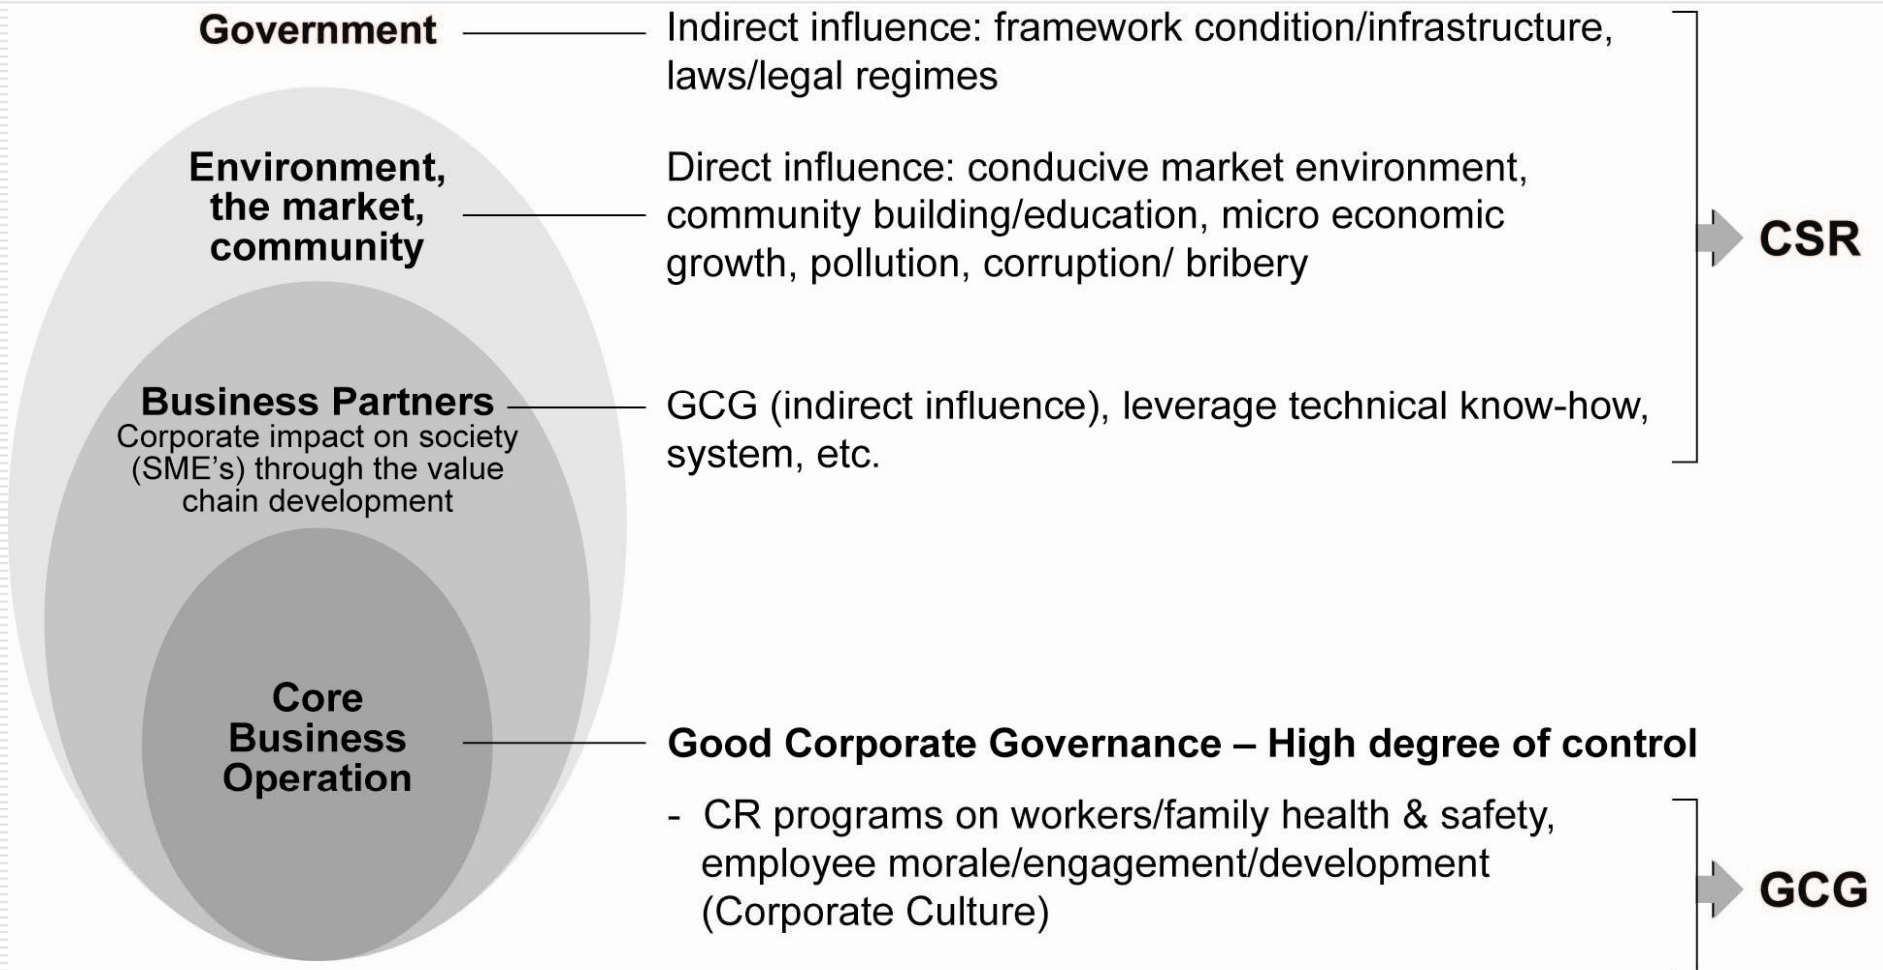 Government
Indirect influence: framework condition/infrastructure,
laws/legal regimes
Environment,
the market,
community
Direct influence: conducive market environment,
community building/education, micro economic
growth, pollution, corruption/ bribery
CSR
Business Partners
Corporate impact on society
(SME's) through the value
chain development
GCG (indirect influence), leverage technical know-how,
system, etc.
Core
Business
Operation
Good Corporate Governance – High degree of control
- CR programs on workers/family health & safety,
employee morale/engagement/development
(Corporate Culture)
GCG